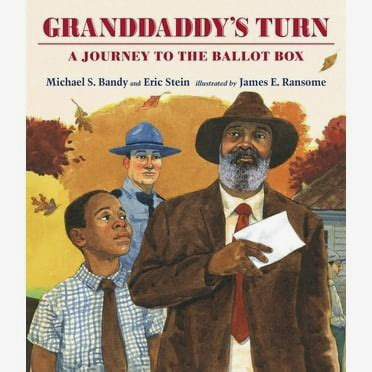 GRANDDADDY'S TURN
A JOURNEY TO THE BALLOT BOX
Michael S. Bandy and Eric Stein illustrated by James E. Ransome